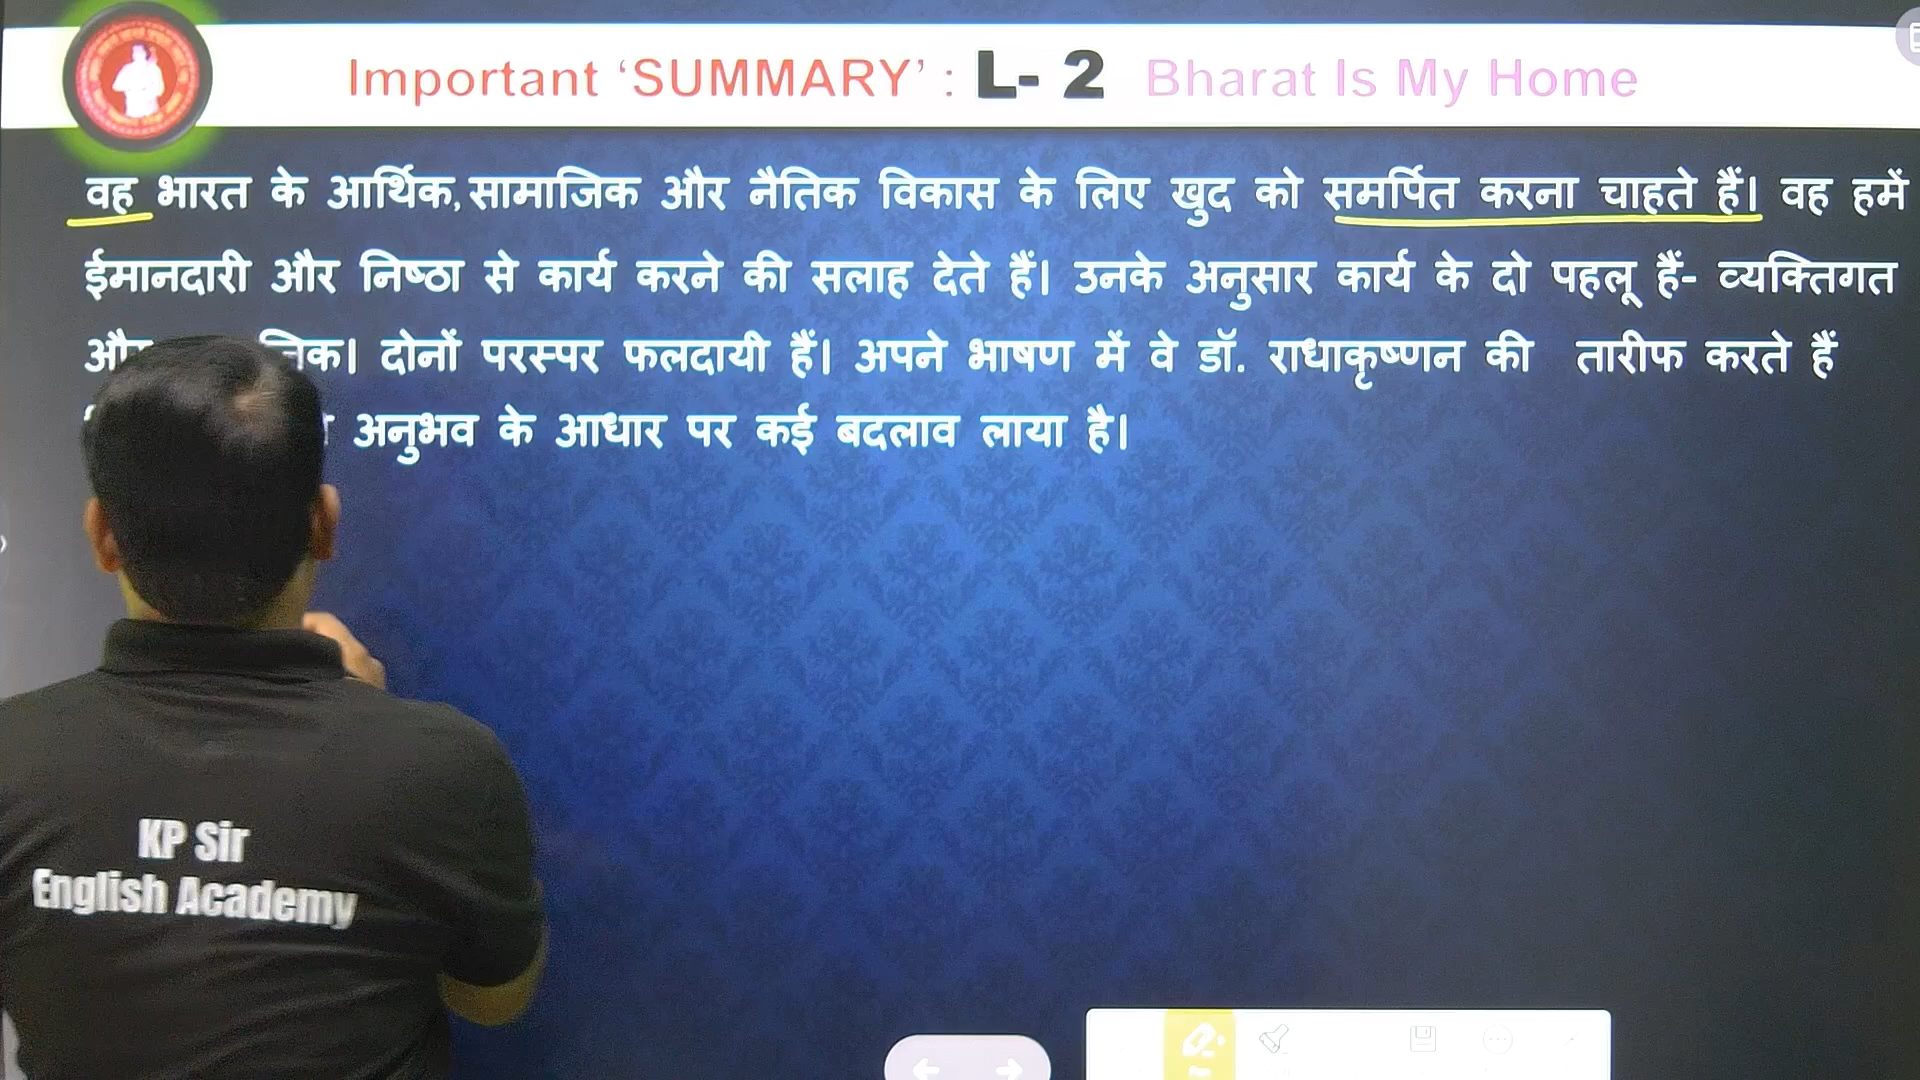 Important ‘SUMMARY’ : L- 2 Bharat Is My Home
वह भारत के आर्थिक, सामाजिक और नैतिक विकास के लिए खुद को समर्पित करना चाहते हैं। वह हमें
ईमानदारी और निष्ठा से कार्य करने की सलाह देते हैं। उनके अनुसार कार्य के दो पहलू हैं- व्यक्तिगत
दोनों परस्पर फलदायी हैं। अपने भाषण में वे डॉ. राधाकृष्णन की तारीफ करते हैं
अनुभव के आधार पर कई बदलाव लाया है।
KP Sir
English Academy